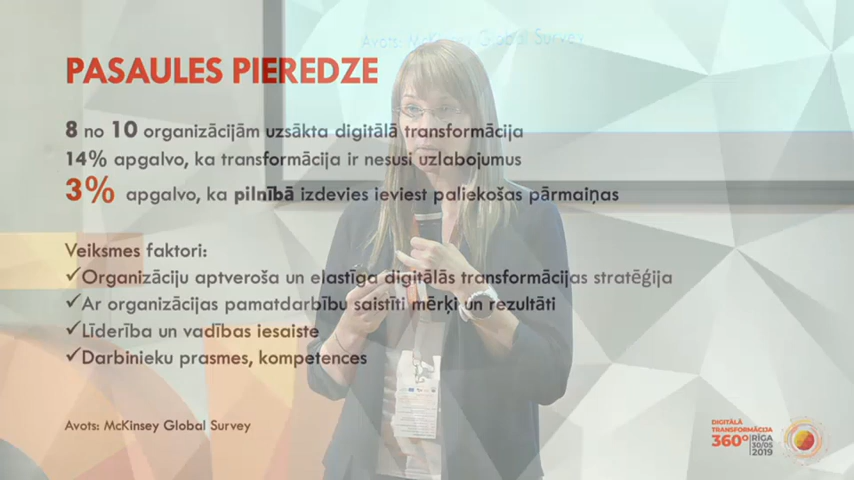 Avots: McKinsey Global Survey
PASAULES PIEREDZE
8 no 10 organizācijām uzsākta digitālā transformācija
14% apgalvo, ka transformācija ir nesusi uzlabojumus
3% apgalvo, ka pilnībā izdevies ieviest paliekošas pārmaiņas
Veiksmes faktori:
✓Organizāciju aptveroša un elastīga digitālās transformācijas stratēģija
✓Ar organizācijas pamatdarbību saistīti mērķi un rezultāti
✓Līderība un vadības iesaiste
✓Darbinieku prasmes, kompetences
Avots: McKinsey Global Survey
DIGITĀLĀ
TRANSFORMĀCIJA
360° RĪGA
30/05
2019